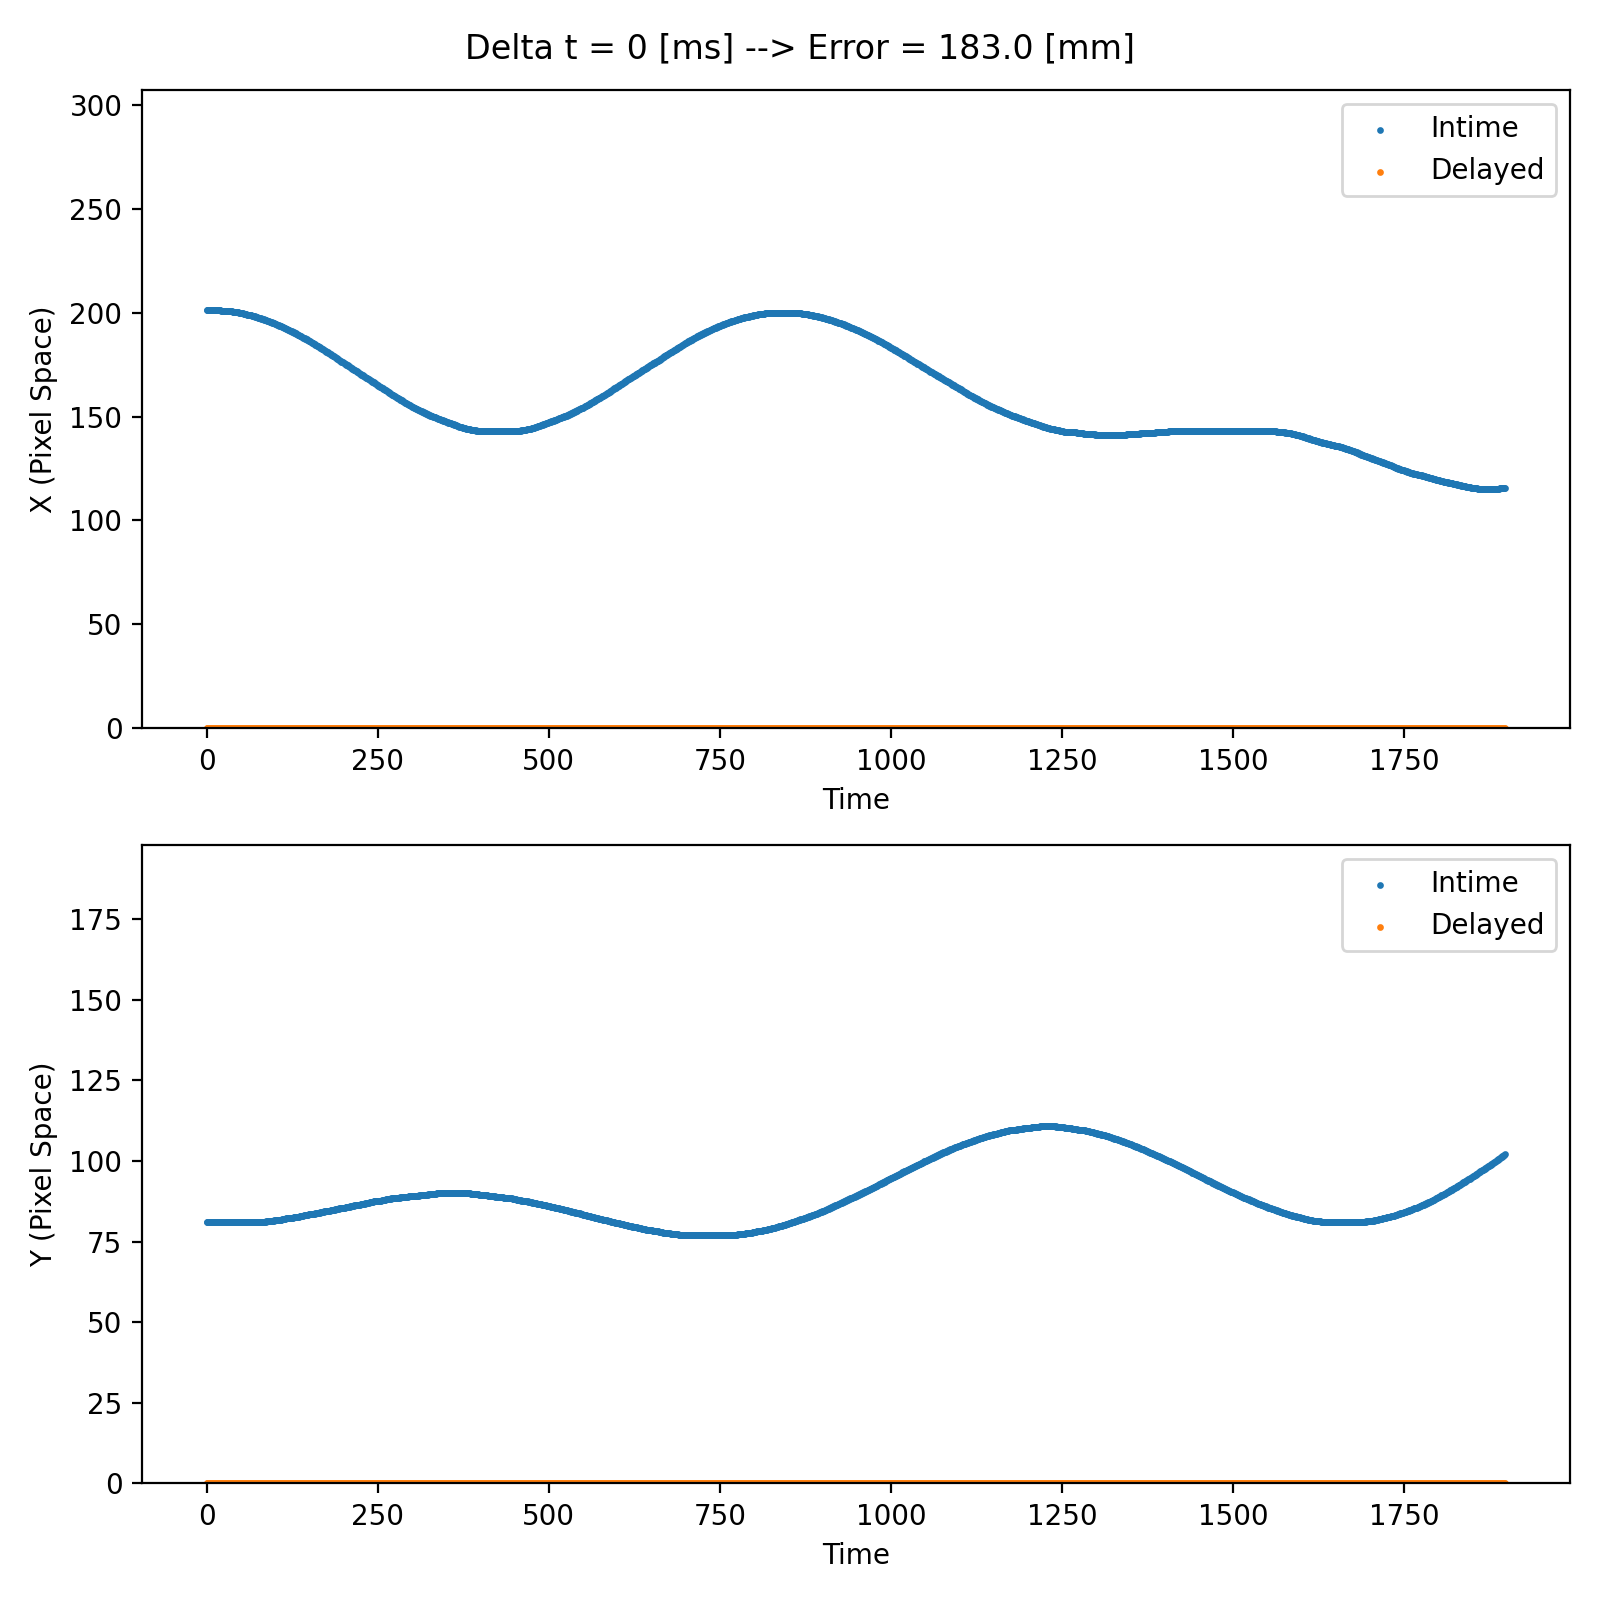 Delta t = 0 [ms] --> Error = 183.0 [mm]
300
250
200
150
100
50
0
X (Pixel Space)
Intime
Delayed
0 250 500 750 1000 1250 1500 1750
Time
175
150
125
100
75
50
25
0
Y (Pixel Space)
Intime
Delayed
0 250 500 750 1000 1250 1500 1750
Time